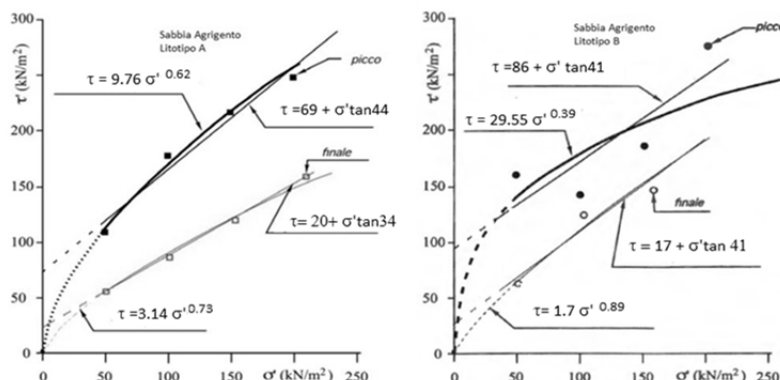 300
250
200
150
100
50
0
τ' (kN/m²)
Sabbia Agrigento
Litotipo A
picco
τ = 9.76 σ' 0.62
τ =69 + σ'tan44
finale
τ= 20+ σ'tan34
τ =3.14 σ' 0.73
0 50 100 150 200 250
σ' (kN/m²)
300
250
200
150
100
50
0
τ' (kN/m²)
Sabbia Agrigento
Litotipo B
picco
τ =86 + σ' tan41
τ = 29.55 σ' 0.39
finale
τ = 17 + σ'tan 41
τ= 1.7 σ' 0.89
0 50 100 150 200 250
σ' (kN/m²)